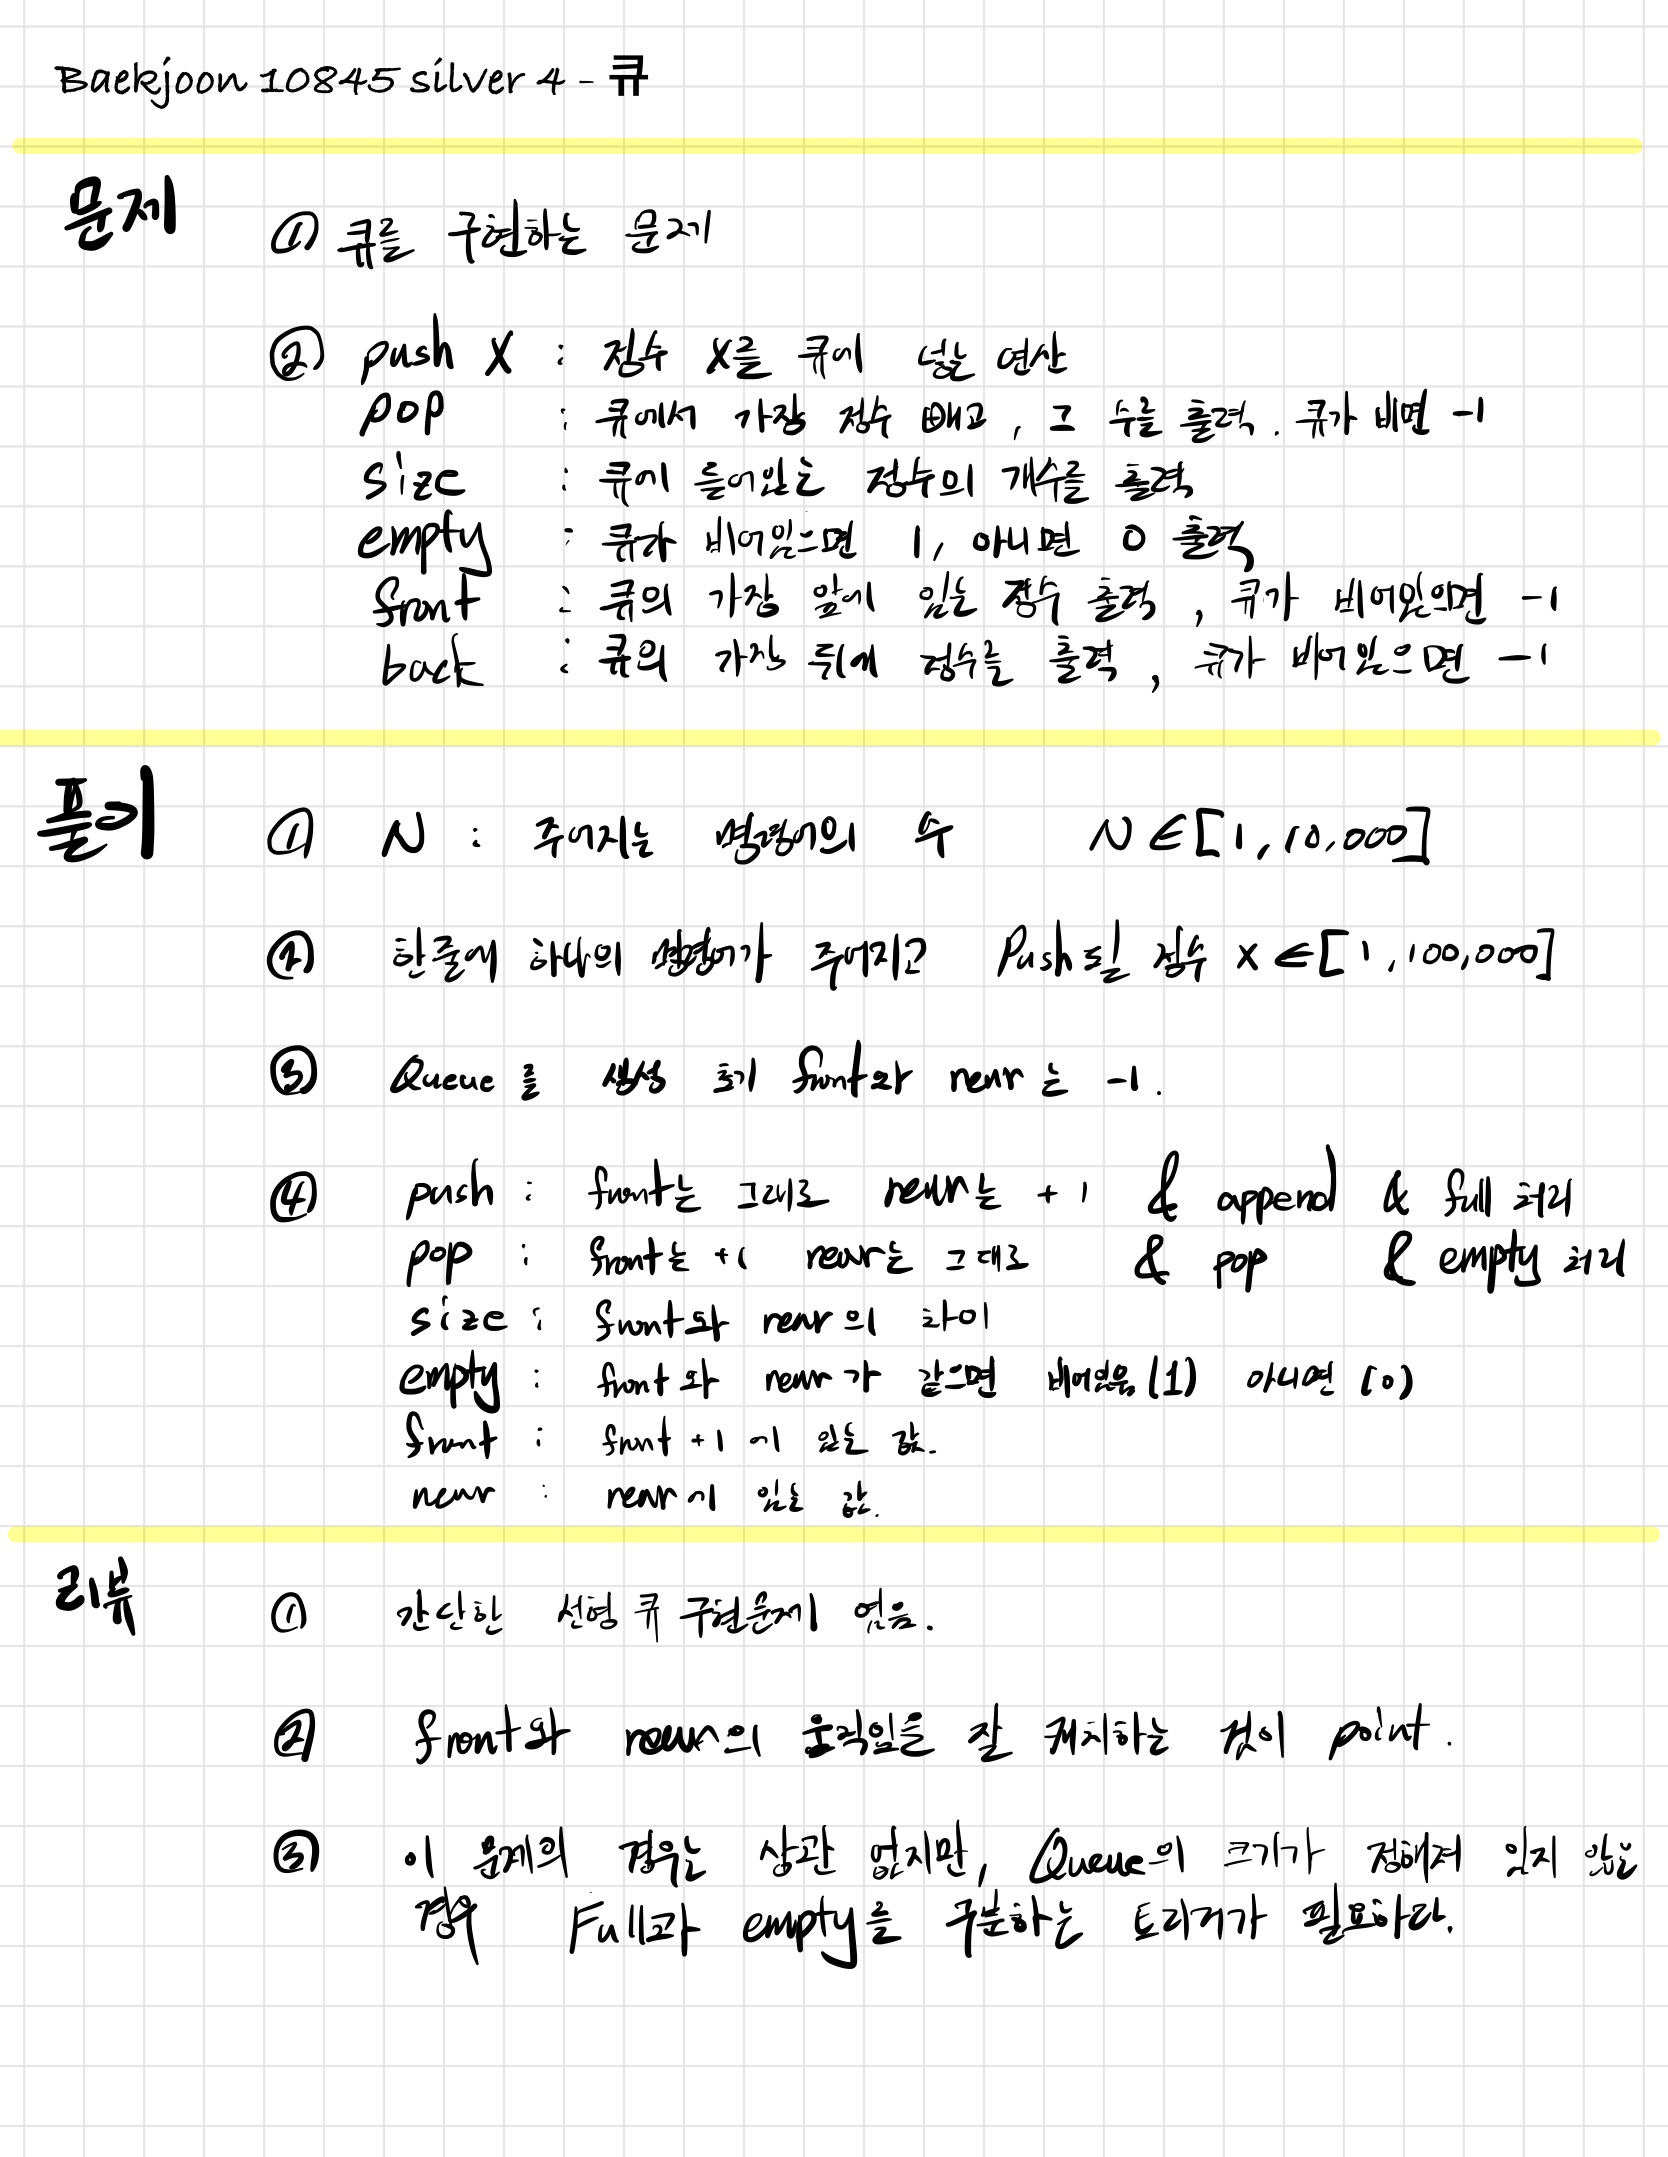 Baekjoon 10845 silver 4 - 큐
문제
① 큐를 구현하는 문제
② push X : 정수 X를 큐에 넣는 연산
pop : 큐에서 가장 정수 빼고, 그 수를 출력. 큐가 비면 -1
size : 큐에 들어있는 정수의 개수를 출력
empty : 큐가 비어있으면 1, 아니면 0 출력
front : 큐의 가장 앞에 있는 정수 출력, 큐가 비어있으면 -1
back : 큐의 가장 뒤에 정수를 출력, 큐가 비어있으면 -1
풀이
① N : 주어지는 명령어의 수 N∈[1, 10,000]
② 한줄에 하나의 명령어가 주어지고 Push될 정수 x∈[1, 100,000]
③ Queue를 생성 초기 front와 rear는 -1.
④ push : front는 그대로 rear는 +1 & append & full 처리
pop : front는 +1 rear는 그대로 & pop & empty 처리
size : front와 rear의 차이
empty : front와 rear가 같으면 비어있음(1) 아니면 (0)
front : front+1에 있는 값.
rear : rear에 있는 값.
리뷰
① 간단한 선형 큐 구현문제 였음.
② front와 rear의 움직임을 잘 캐치하는 것이 point.
③ 이 문제의 경우는 상관 없지만, Queue의 크기가 정해져 있지 않은
경우 Full과 empty를 구분하는 트리거가 필요하다.